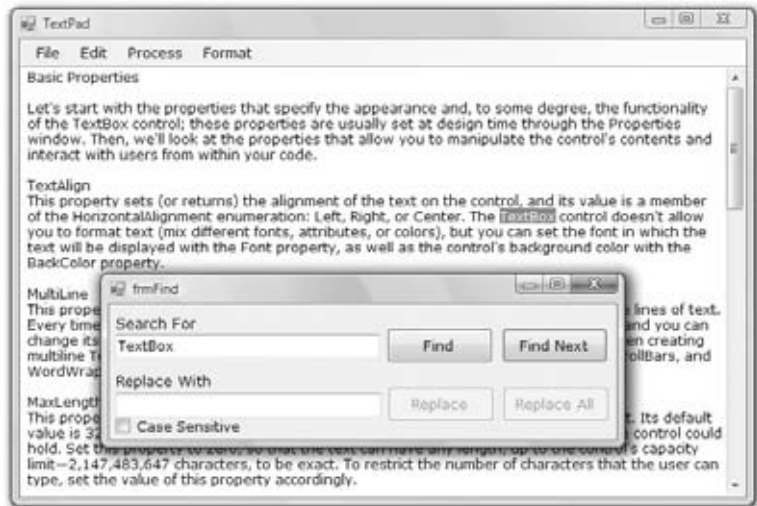 TextPad
File Edit Process Format
Basic Properties
Let's start with the properties that specify the appearance and, to some degree, the functionality
of the TextBox control; these properties are usually set at design time through the Properties
window. Then, we'll look at the properties that allow you to manipulate the control's contents and
interact with users from within your code.
TextAlign
This property sets (or returns) the alignment of the text on the control, and its value is a member
of the HorizontalAlignment enumeration: Left, Right, or Center. The TextBox control doesn't allow
you to format text (mix different fonts, attributes, or colors), but you can set the font in which the
text will be displayed with the Font property, as well as the control's background color with the
BackColor property.
MultiLine
This prope lines of text.
Every time and you can
change its en creating
multiline Te ollBars, and
WordWrap
frmFind
Search For
TextBox
Find
Find Next
Replace With
Replace
Replace All
Case Sensitive
MaxLength
This prope t. Its default
value is 32 control could
hold. Set this property to zero, so that the text can have any length, up to the control's capacity
limit—2,147,483,647 characters, to be exact. To restrict the number of characters that the user can
type, set the value of this property accordingly.